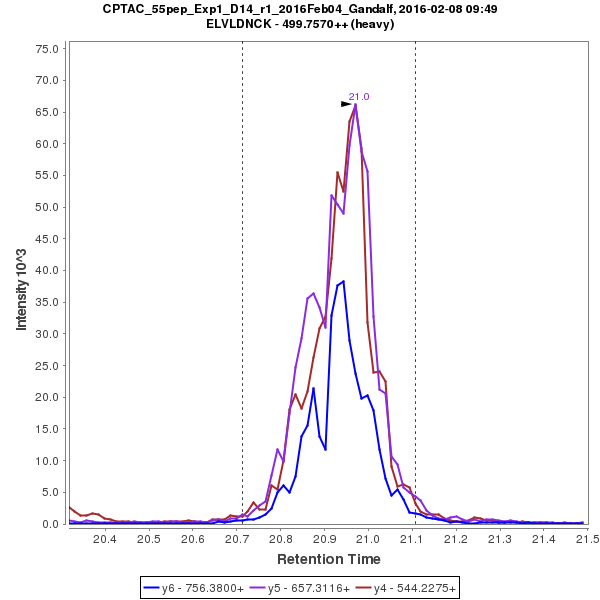 CPTAC_55pep_Exp1_D14_r1_2016Feb04_Gandalf, 2016-02-08 09:49
ELVLDNCK - 499.7570++ (heavy)
75.0
70.0
65.0
60.0
55.0
50.0
45.0
40.0
35.0
30.0
25.0
20.0
15.0
10.0
5.0
0.0
Intensity 10^3
21.0
20.4 20.5 20.6 20.7 20.8 20.9 21.0 21.1 21.2 21.3 21.4 21.5
Retention Time
y6 - 756.3800+ y5 - 657.3116+ y4 - 544.2275+